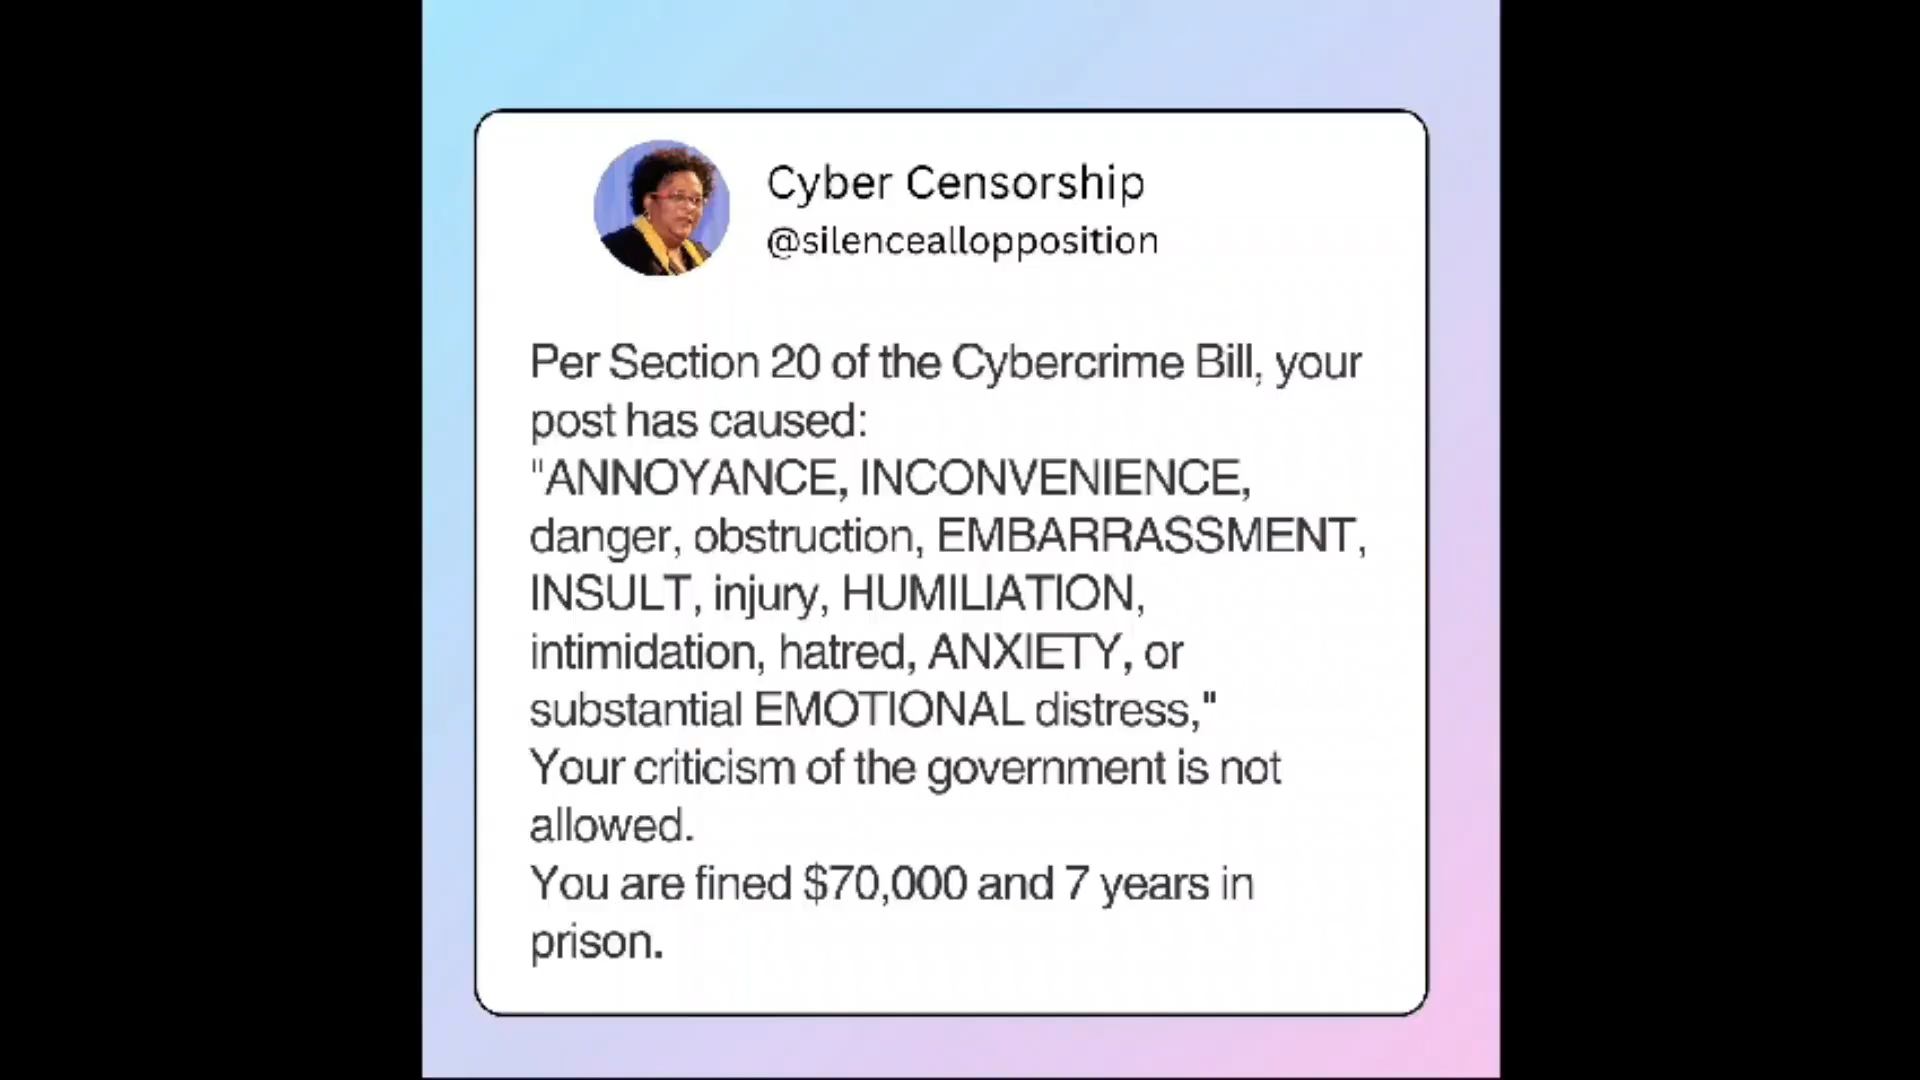 Cyber Censorship
@silenceallopposition
Per Section 20 of the Cybercrime Bill, your
post has caused:
"ANNOYANCE, INCONVENIENCE,
danger, obstruction, EMBARRASSMENT,
INSULT, injury, HUMILIATION,
intimidation, hatred, ANXIETY, or
substantial EMOTIONAL distress,"
Your criticism of the government is not
allowed.
You are fined $70,000 and 7 years in
prison.